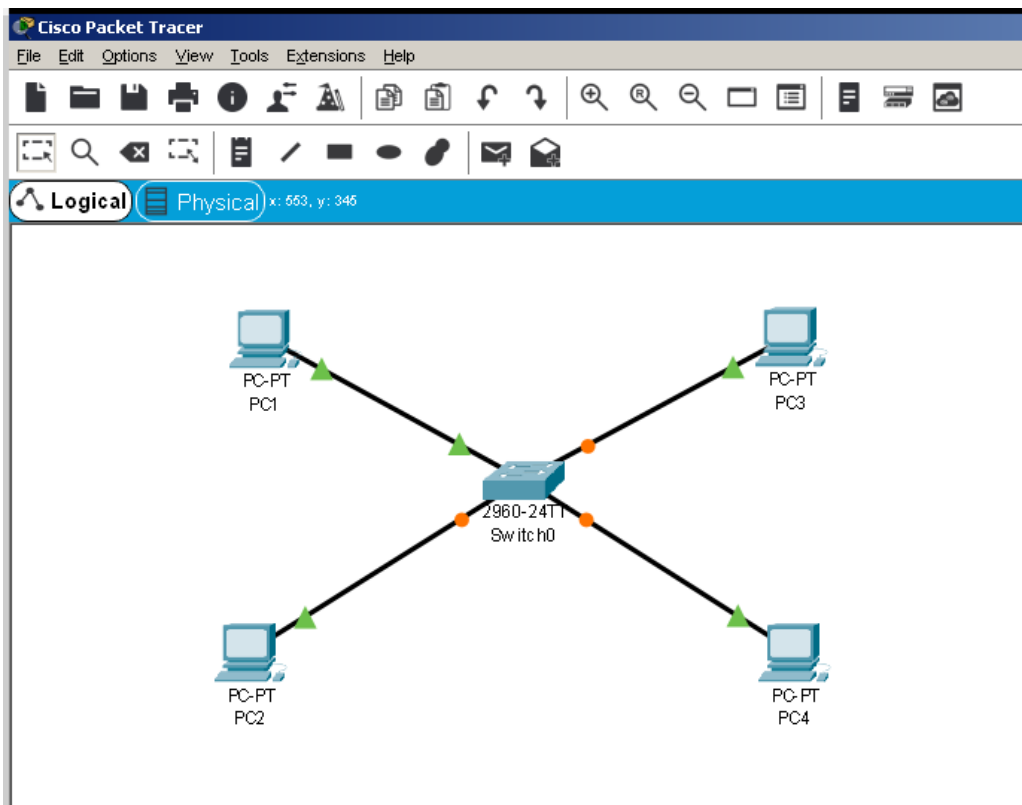 Cisco Packet Tracer
File Edit Options View Tools Extensions Help
Logical Physical x: 553, y: 345
PC-PT
PC1
PC-PT
PC3
2960-24TT
Switch0
PC-PT
PC2
PC-PT
PC4